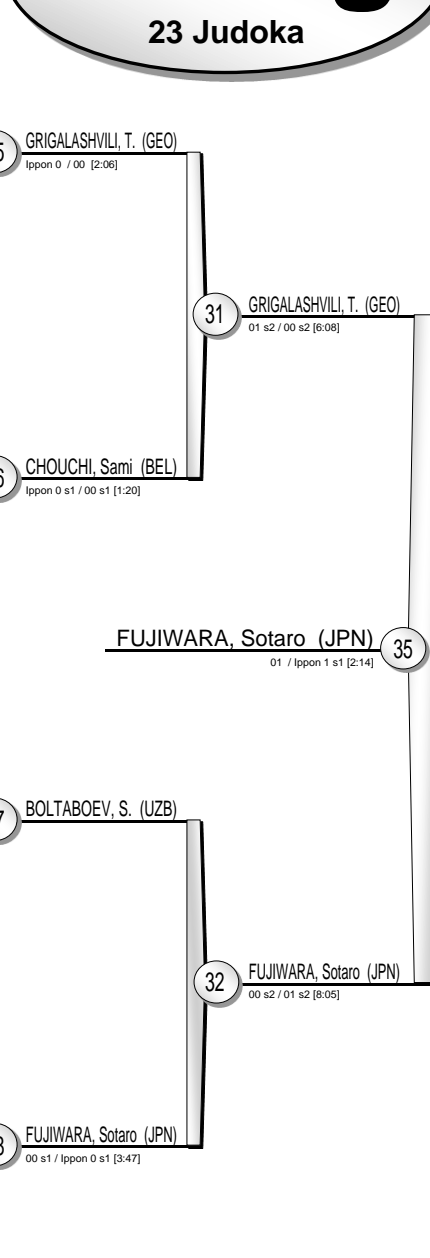 23 Judoka
GRIGALASHVILI, T. (GEO)
Ippon 0 / 00 [2:06]
31
GRIGALASHVILI, T. (GEO)
01 s2 / 00 s2 [6:08]
CHOUCHI, Sami (BEL)
Ippon 0 s1 / 00 s1 [1:20]
FUJIWARA, Sotaro (JPN)
35
01 / Ippon 1 s1 [2:14]
BOLTABOEV, S. (UZB)
32
FUJIWARA, Sotaro (JPN)
00 s2 / 01 s2 [8:05]
FUJIWARA, Sotaro (JPN)
00 s1 / Ippon 0 s1 [3:47]